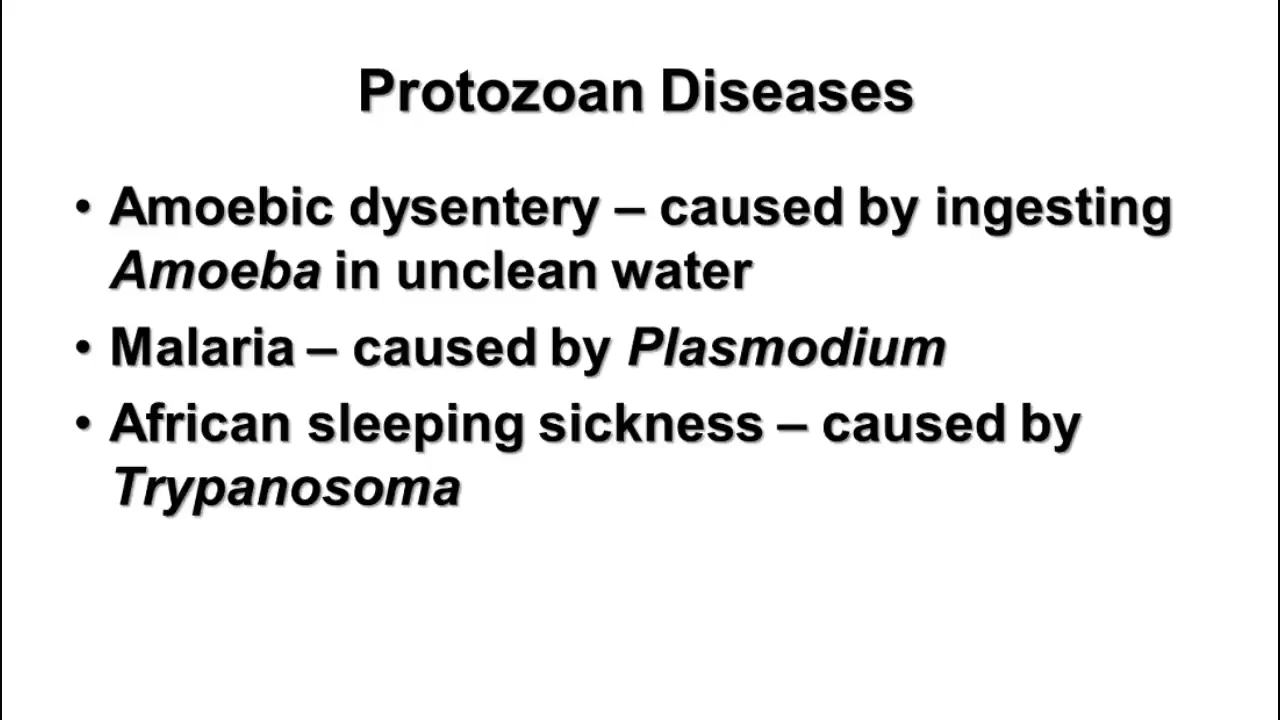 Protozoan Diseases
• Amoebic dysentery – caused by ingesting
Amoeba in unclean water
• Malaria – caused by Plasmodium
• African sleeping sickness – caused by
Trypanosoma